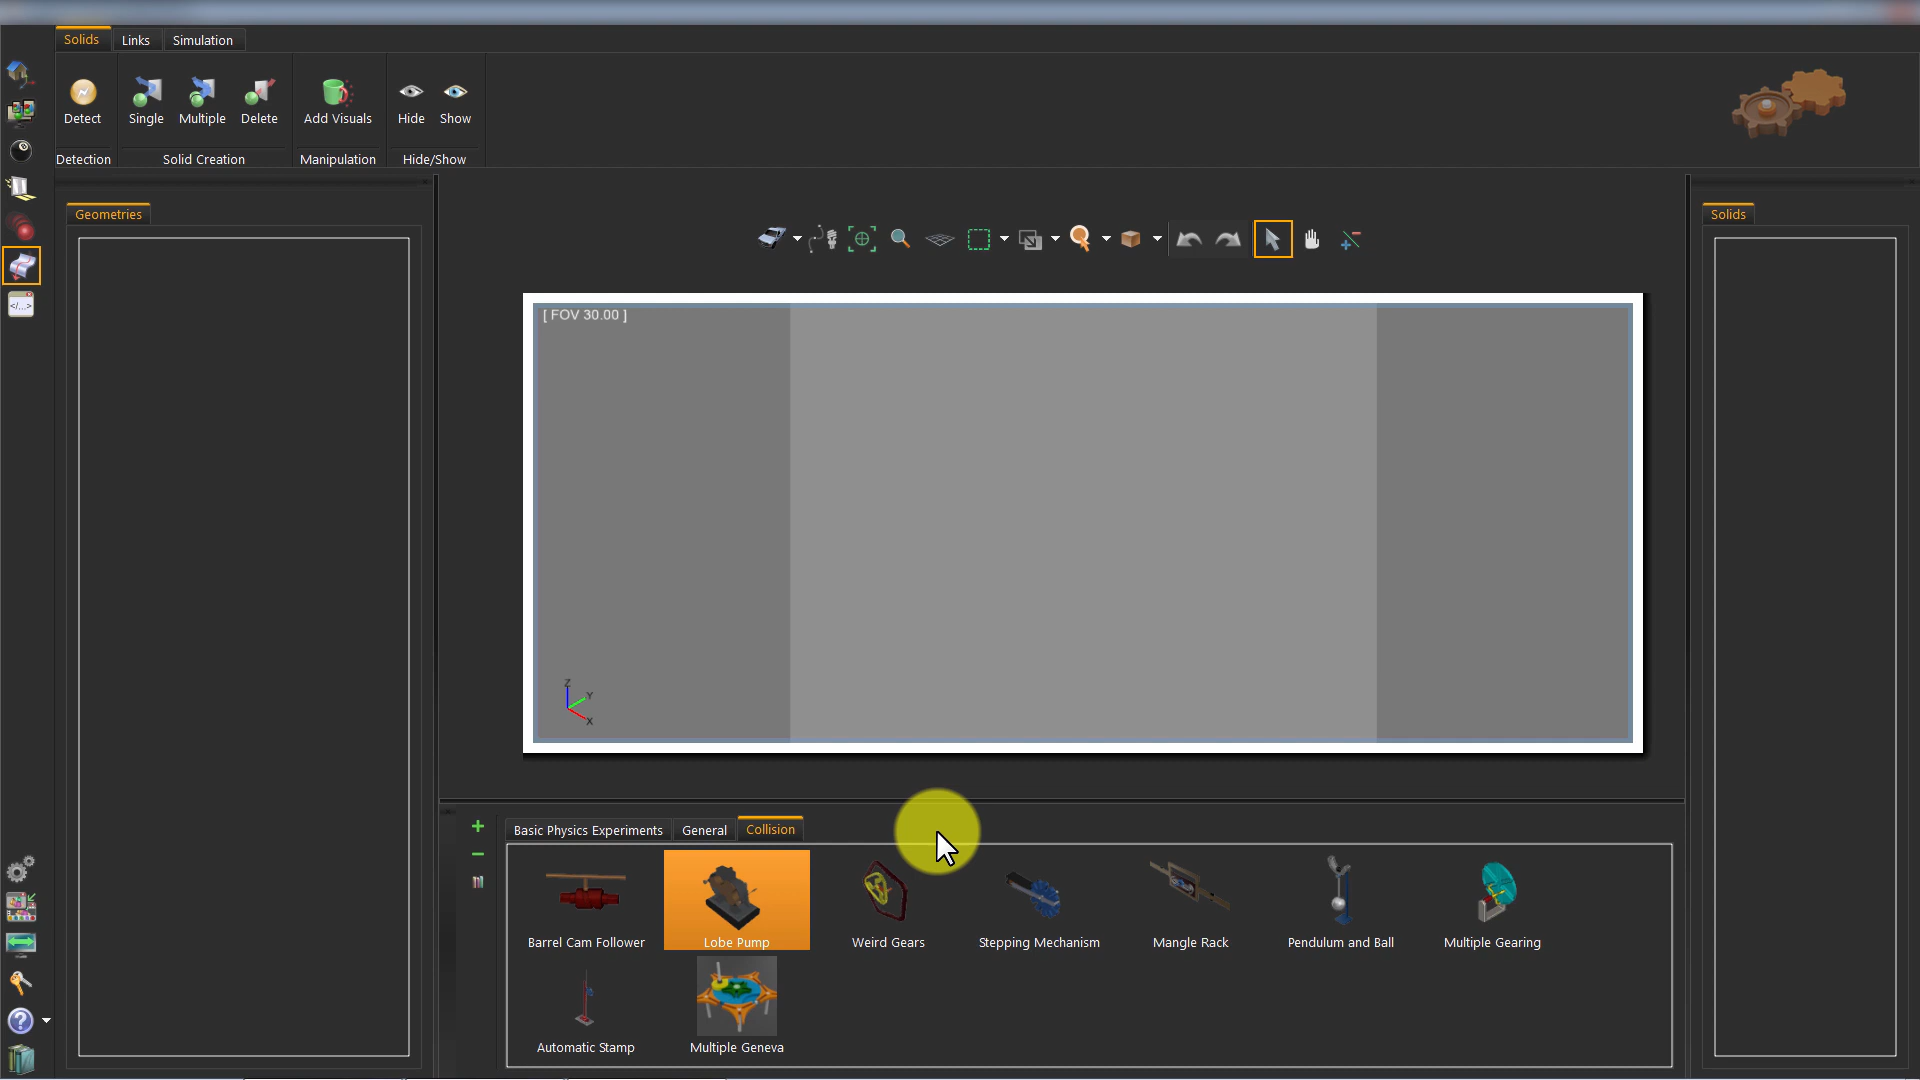 Solids
Links
Simulation
Detect
Single
Multiple
Delete
Add Visuals
Hide
Show
Detection
Solid Creation
Manipulation
Hide/Show
Geometries
Solids
[ FOV 30.00 ]
Z
Y
X
</...>
Basic Physics Experiments
General
Collision
Barrel Cam Follower
Lobe Pump
Weird Gears
Stepping Mechanism
Mangle Rack
Pendulum and Ball
Multiple Gearing
Automatic Stamp
Multiple Geneva